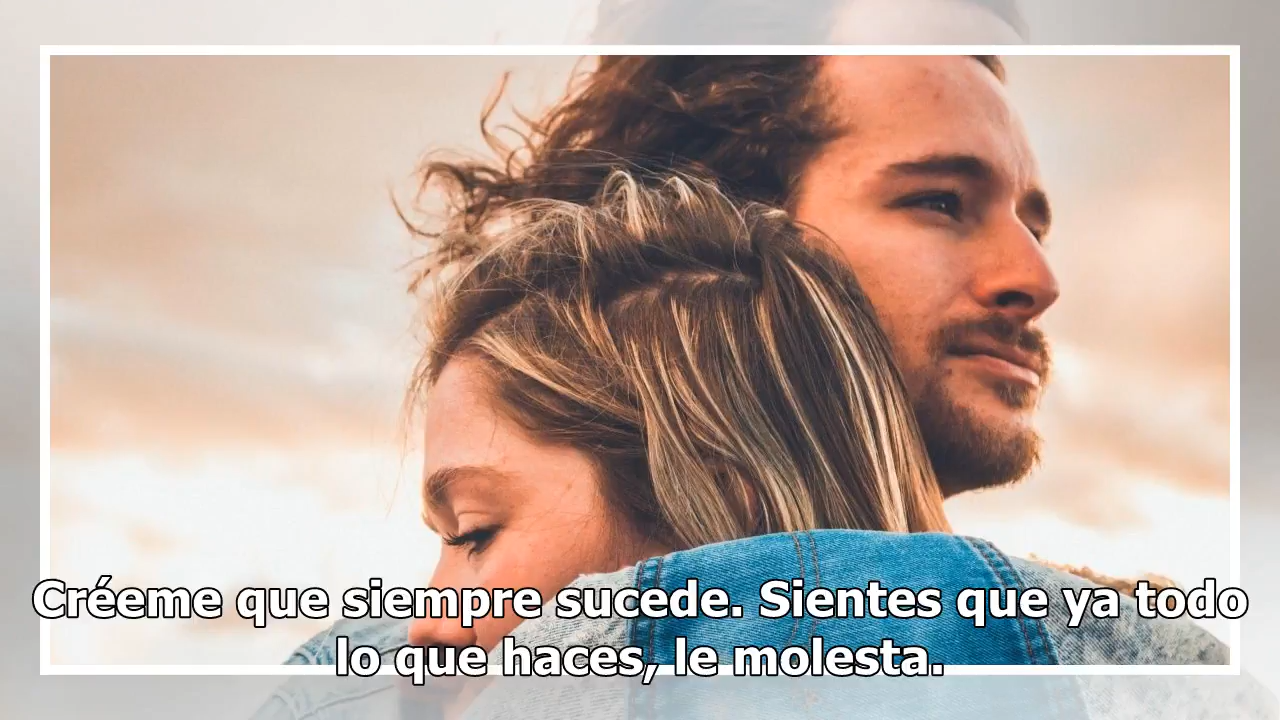 Créeme que siempre sucede. Sientes que ya todo
lo que haces, le molesta.